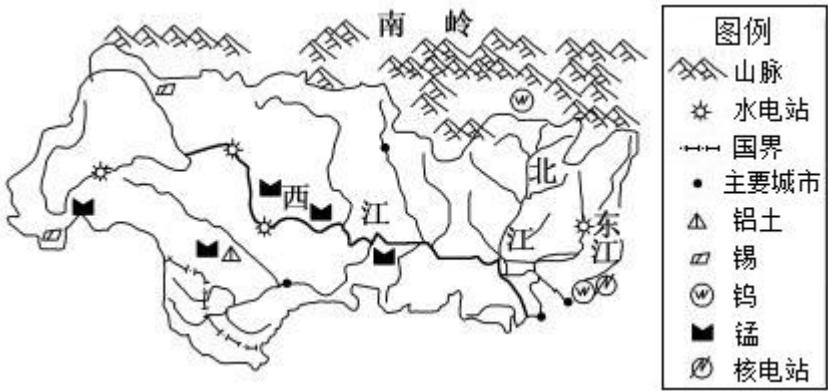 南岭
西江
北江
东江
图例
山脉
水电站
国界
主要城市
铝土
锡
钨
锰
核电站